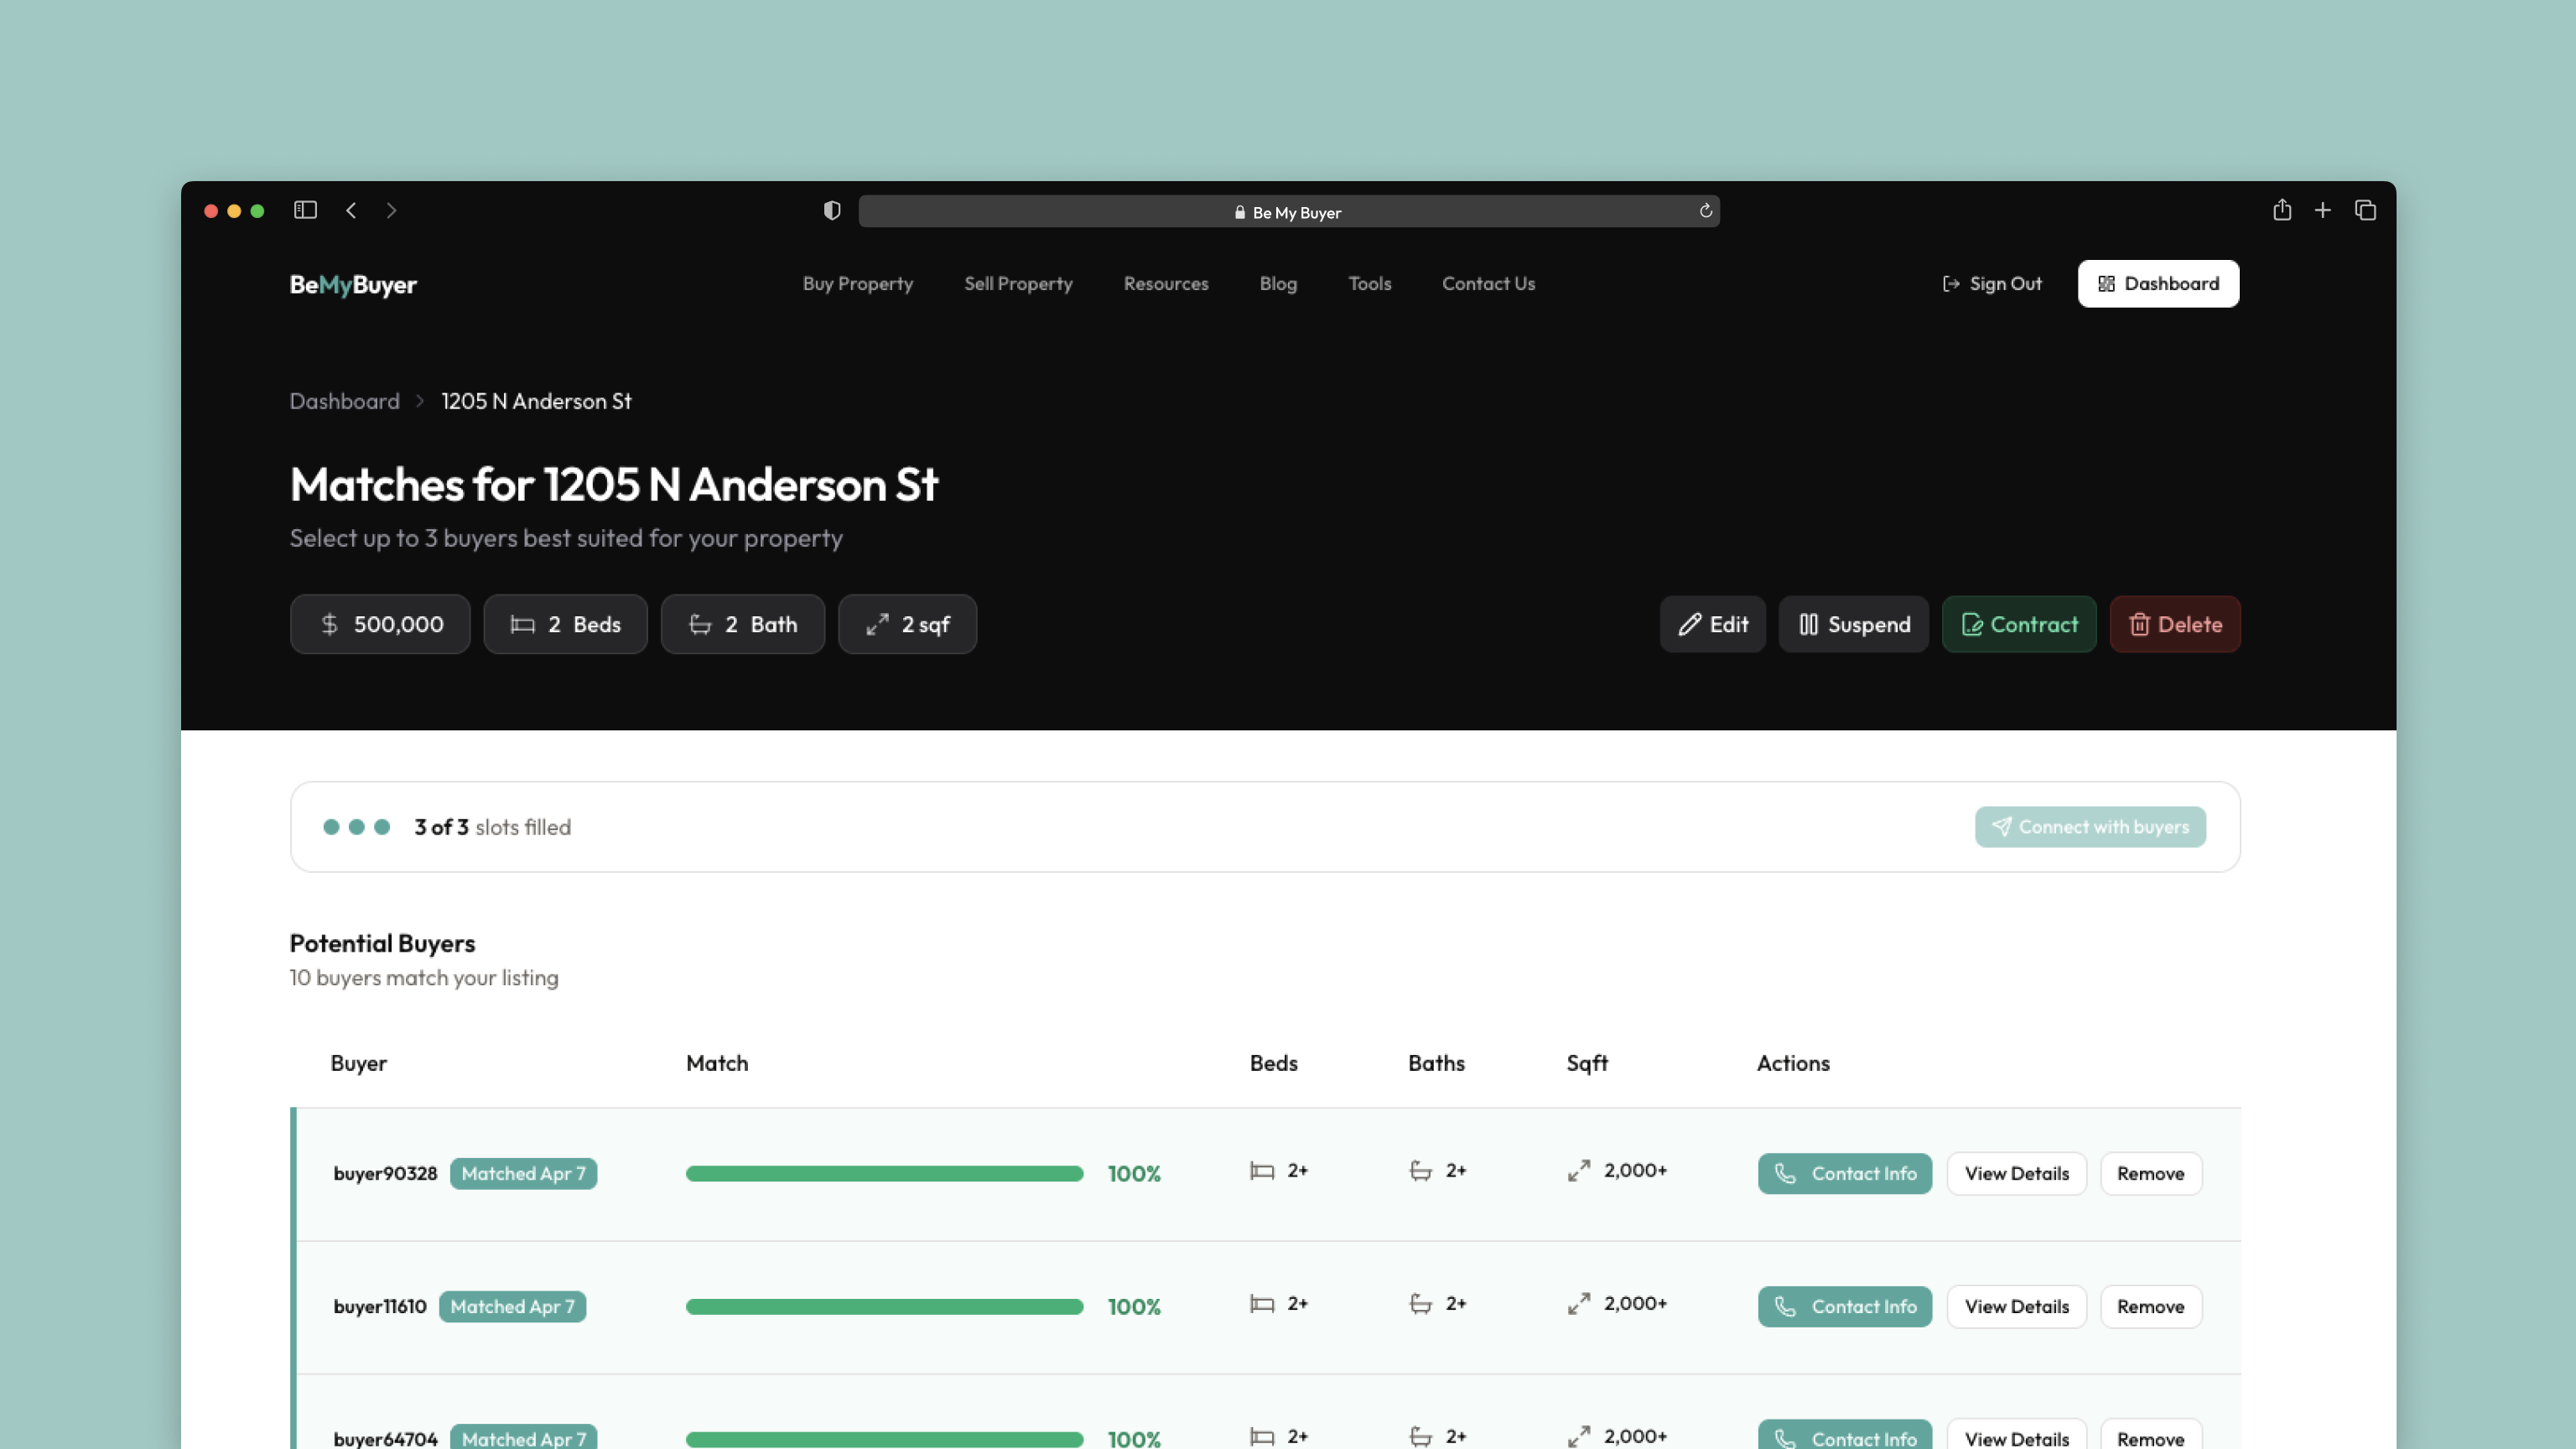 Be My Buyer
BeMyBuyer
Buy Property
Sell Property
Resources
Blog
Tools
Contact Us
Sign Out
Dashboard
Dashboard > 1205 N Anderson St
Matches for 1205 N Anderson St
Select up to 3 buyers best suited for your property
$ 500,000
2 Beds
2 Bath
2 sqf
Edit
Suspend
Contract
Delete
3 of 3 slots filled
Connect with buyers
Potential Buyers
10 buyers match your listing
Buyer Match Beds Baths Sqft Actions
buyer90328 Matched Apr 7 100% 2+ 2+ 2,000+ Contact Info View Details Remove
buyer11610 Matched Apr 7 100% 2+ 2+ 2,000+ Contact Info View Details Remove
buyer64704 Matched Apr 7 100% 2+ 2+ 2,000+ Contact Info View Details Remove